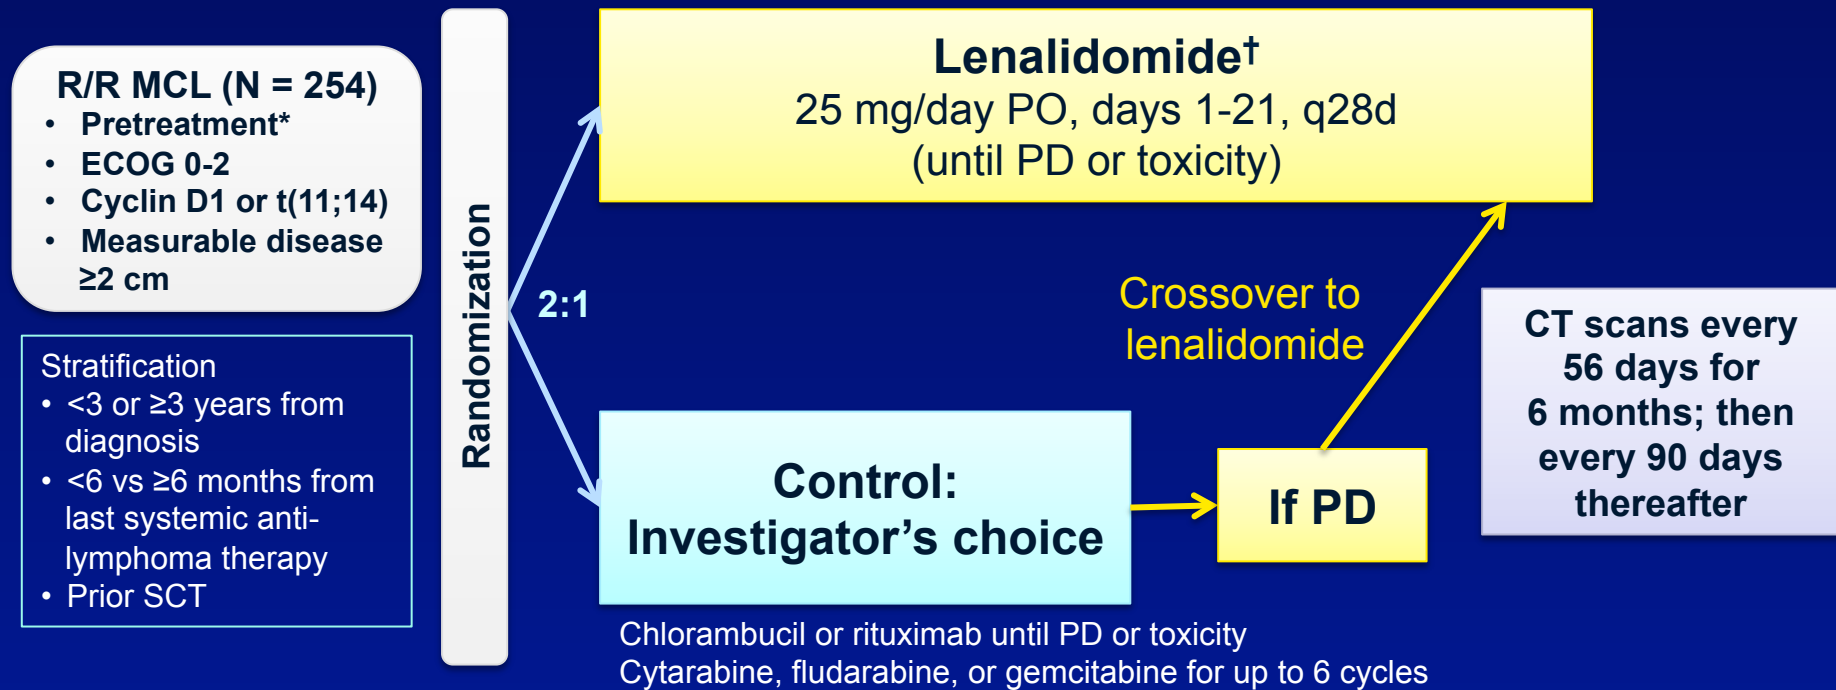 R/R MCL (N = 254)
• Pretreatment*
• ECOG 0-2
• Cyclin D1 or t(11;14)
• Measurable disease
≥2 cm
Stratification
• <3 or ≥3 years from
diagnosis
• <6 vs ≥6 months from
last systemic anti-
lymphoma therapy
• Prior SCT
Randomization
2:1
Lenalidomide†
25 mg/day PO, days 1-21, q28d
(until PD or toxicity)
Crossover to
lenalidomide
Control:
Investigator’s choice
If PD
CT scans every
56 days for
6 months; then
every 90 days
thereafter
Chlorambucil or rituximab until PD or toxicity
Cytarabine, fludarabine, or gemcitabine for up to 6 cycles